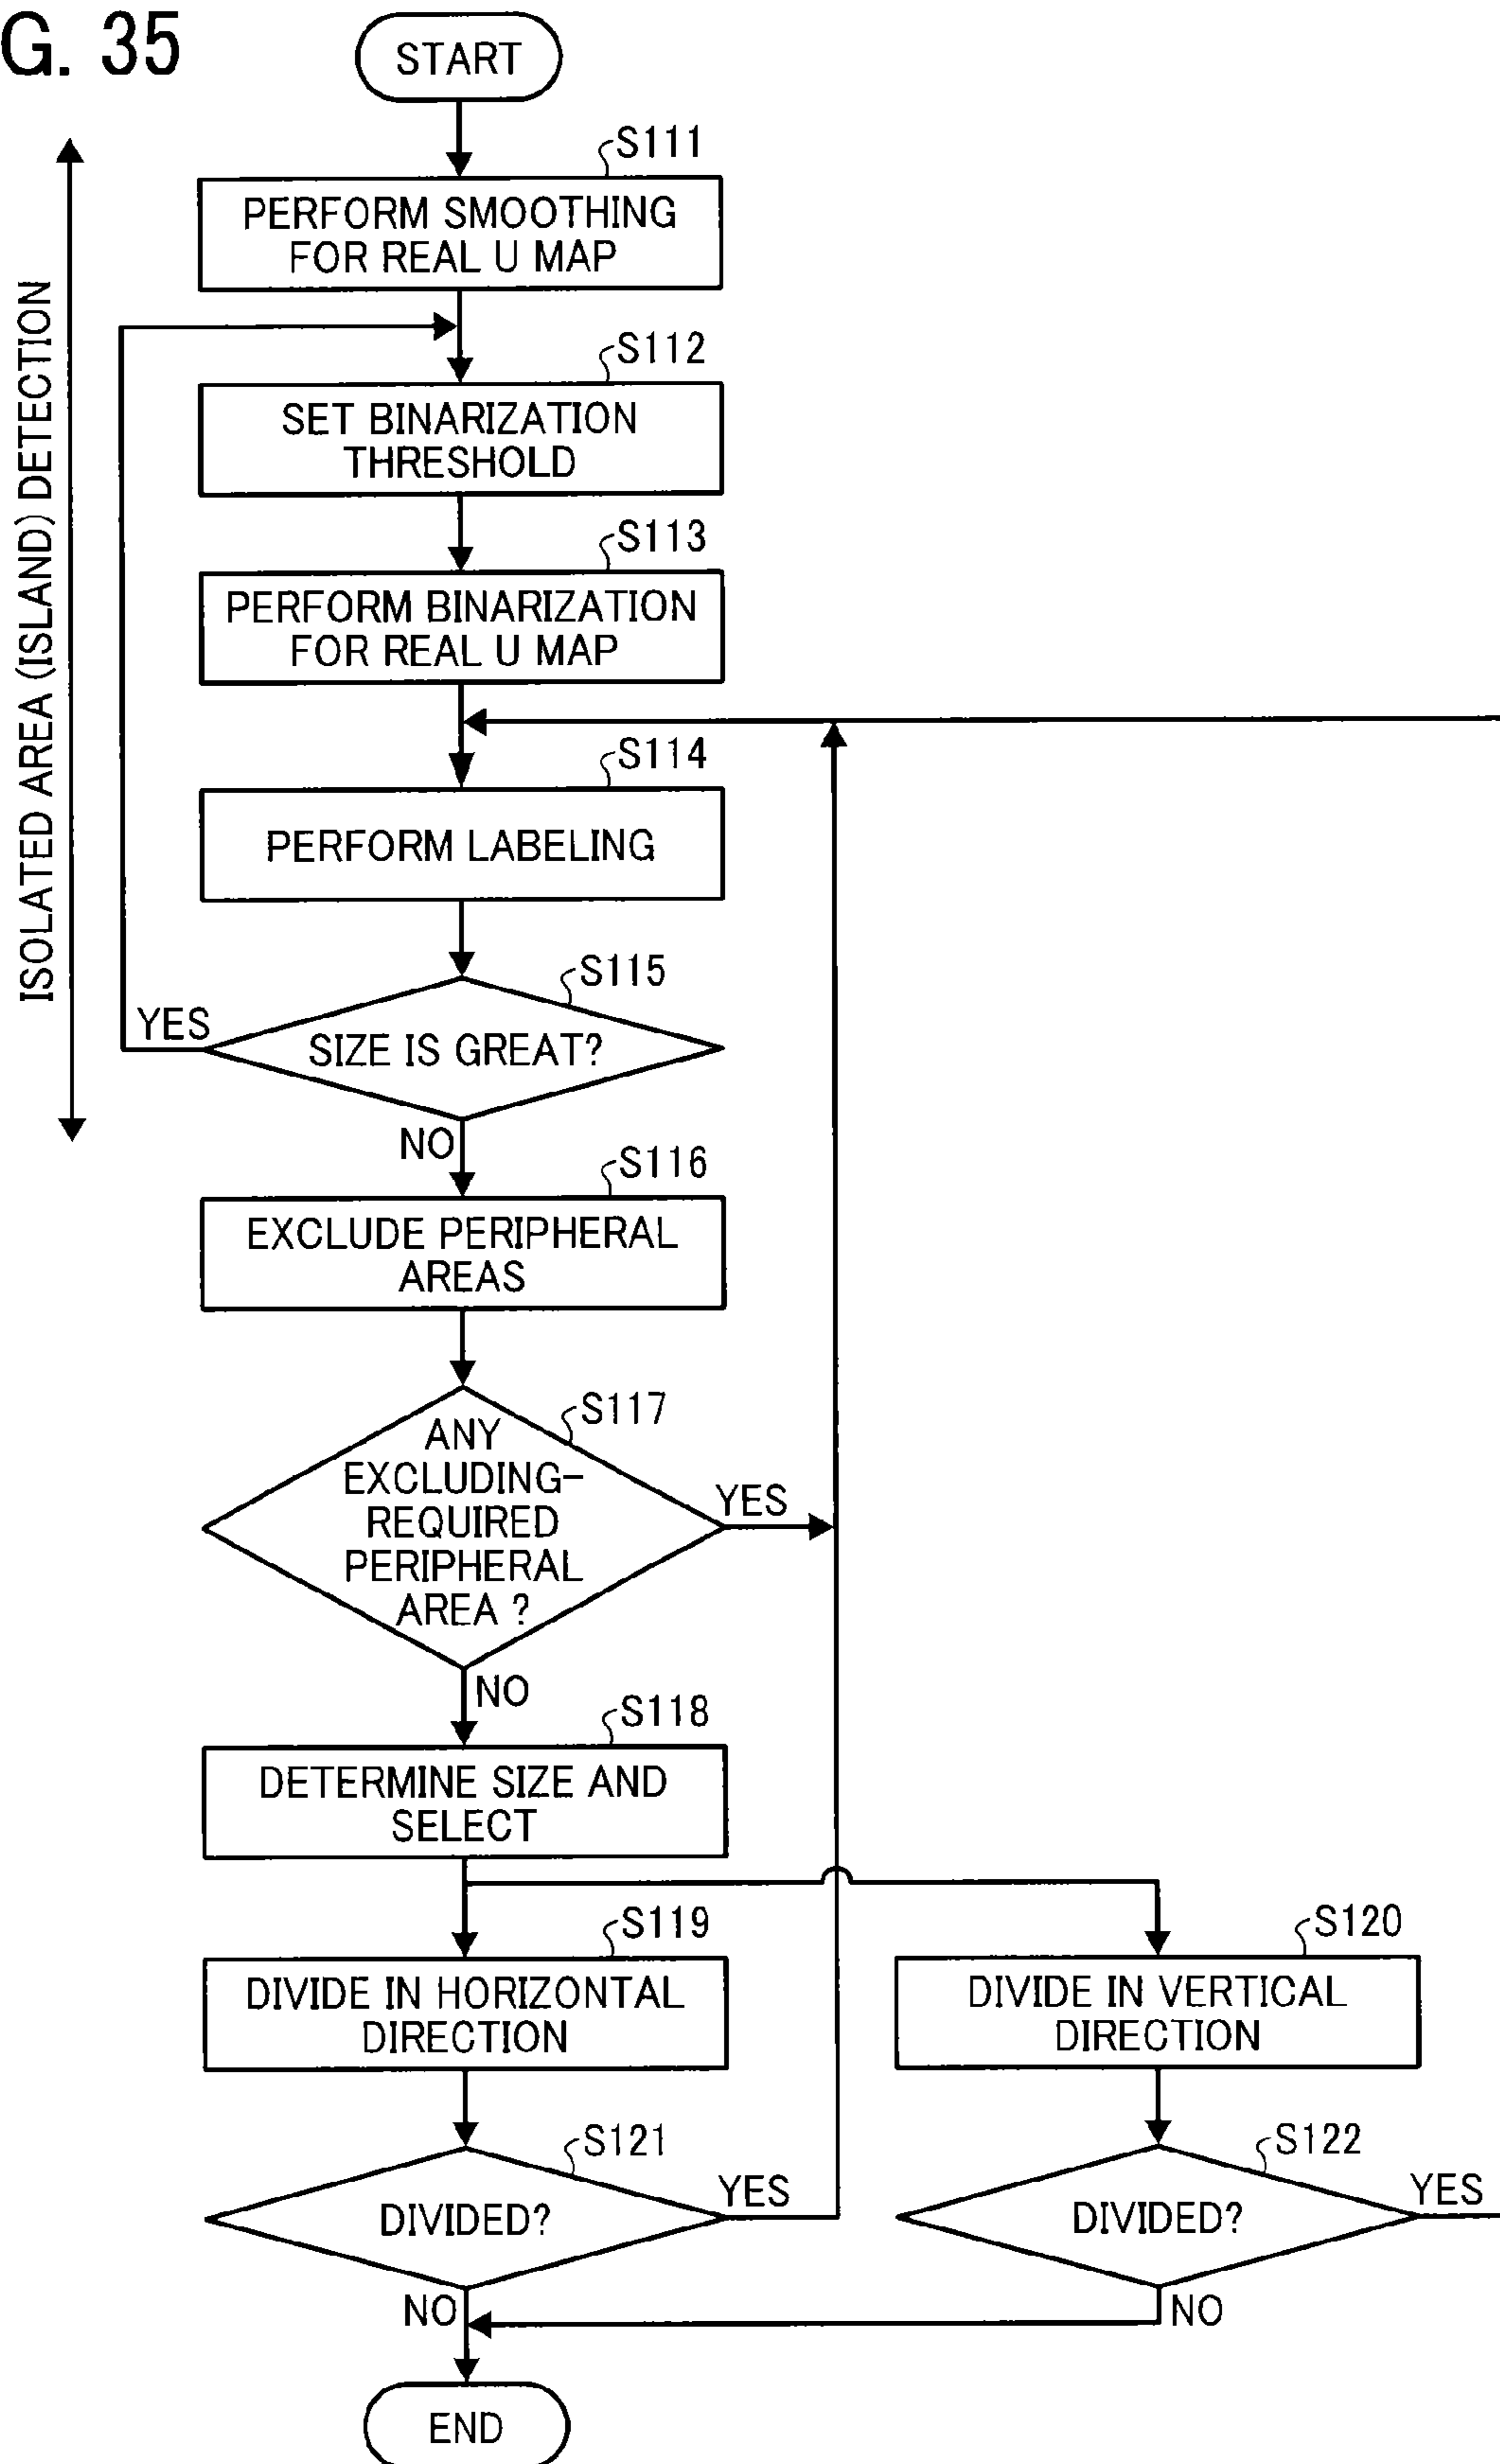 G. 35
START
S111
PERFORM SMOOTHING
FOR REAL U MAP
S112
SET BINARIZATION
THRESHOLD
S113
PERFORM BINARIZATION
FOR REAL U MAP
S114
PERFORM LABELING
S115
YES
SIZE IS GREAT?
NO
ISOLATED AREA (ISLAND) DETECTION
S116
EXCLUDE PERIPHERAL
AREAS
S117
ANY
EXCLUDING-
REQUIRED
PERIPHERAL
AREA ?
YES
NO
S118
DETERMINE SIZE AND
SELECT
S119
DIVIDE IN HORIZONTAL
DIRECTION
S120
DIVIDE IN VERTICAL
DIRECTION
S121
DIVIDED?
YES
NO
S122
DIVIDED?
YES
NO
END